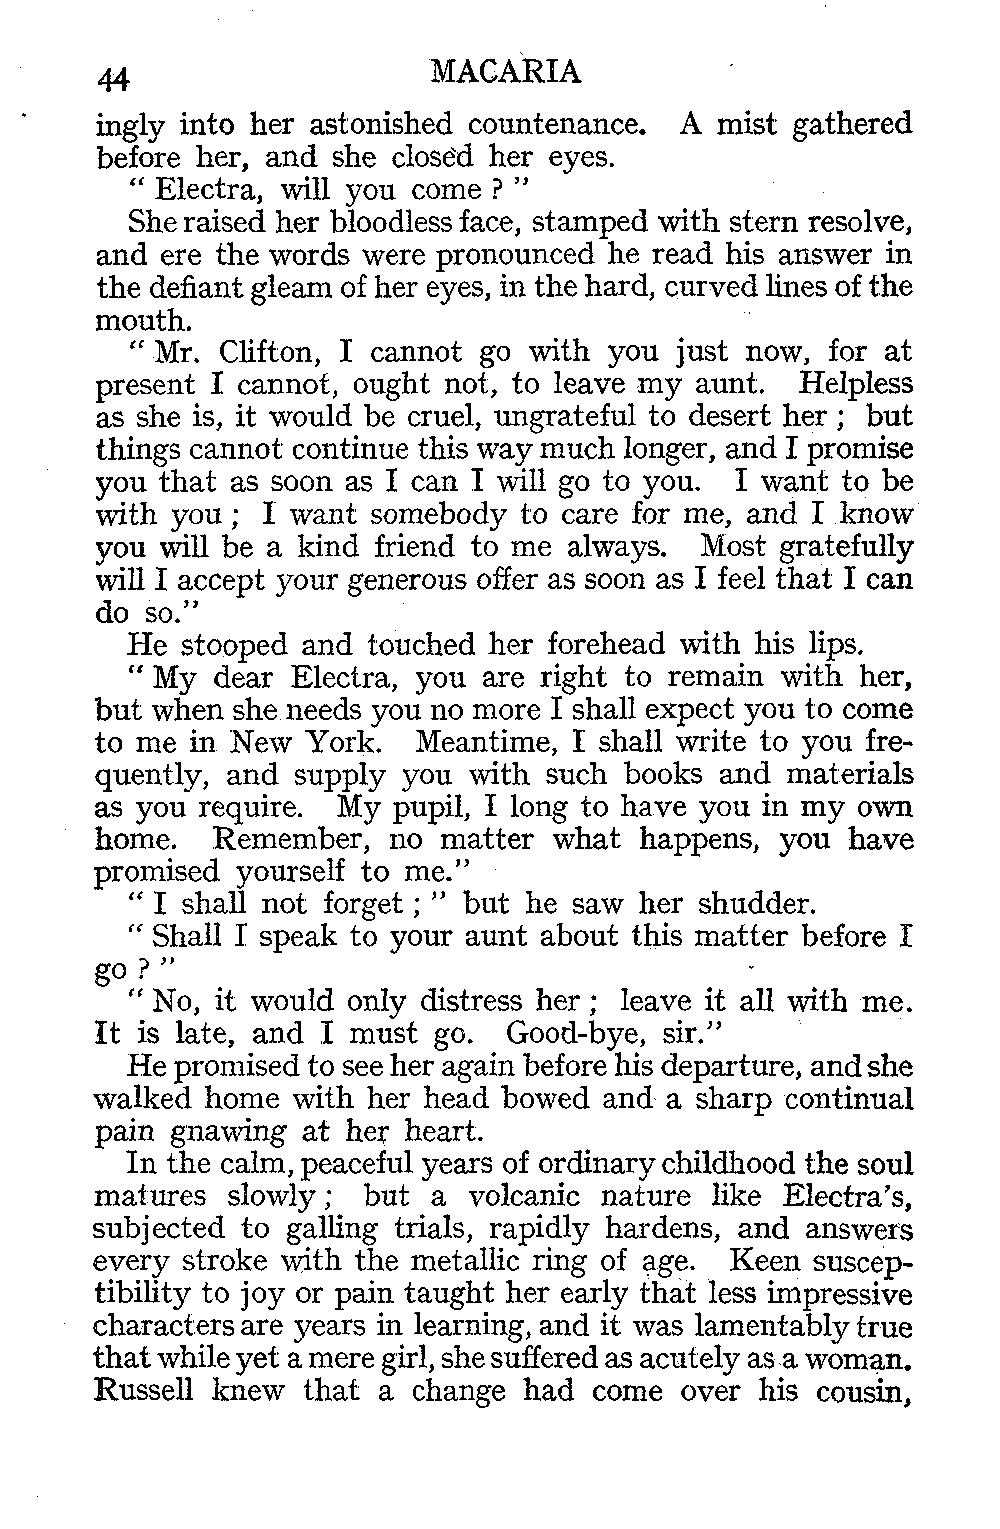 44 MACARIA
ingly into her astonished countenance. A mist gathered
before her, and she closed her eyes.
" Electra, will you come ? "
She raised her bloodless face, stamped with stern resolve,
and ere the words were pronounced he read his answer in
the defiant gleam of her eyes, in the hard, curved lines of the
mouth.
" Mr. Clifton, I cannot go with you just now, for at
present I cannot, ought not, to leave my aunt. Helpless
as she is, it would be cruel, ungrateful to desert her ; but
things cannot continue this way much longer, and I promise
you that as soon as I can I will go to you. I want to be
with you ; I want somebody to care for me, and I know
you will be a kind friend to me always. Most gratefully
will I accept your generous offer as soon as I feel that I can
do so."
He stooped and touched her forehead with his lips.
" My dear Electra, you are right to remain with her,
but when she needs you no more I shall expect you to come
to me in New York. Meantime, I shall write to you fre-
quently, and supply you with such books and materials
as you require. My pupil, I long to have you in my own
home. Remember, no matter what happens, you have
promised yourself to me."
" I shall not forget ; " but he saw her shudder.
" Shall I speak to your aunt about this matter before I
go ? "
" No, it would only distress her ; leave it all with me.
It is late, and I must go. Good-bye, sir."
He promised to see her again before his departure, and she
walked home with her head bowed and a sharp continual
pain gnawing at her heart.
In the calm, peaceful years of ordinary childhood the soul
matures slowly ; but a volcanic nature like Electra's,
subjected to galling trials, rapidly hardens, and answers
every stroke with the metallic ring of age. Keen suscep-
tibility to joy or pain taught her early that less impressive
characters are years in learning, and it was lamentably true
that while yet a mere girl, she suffered as acutely as a woman.
Russell knew that a change had come over his cousin,